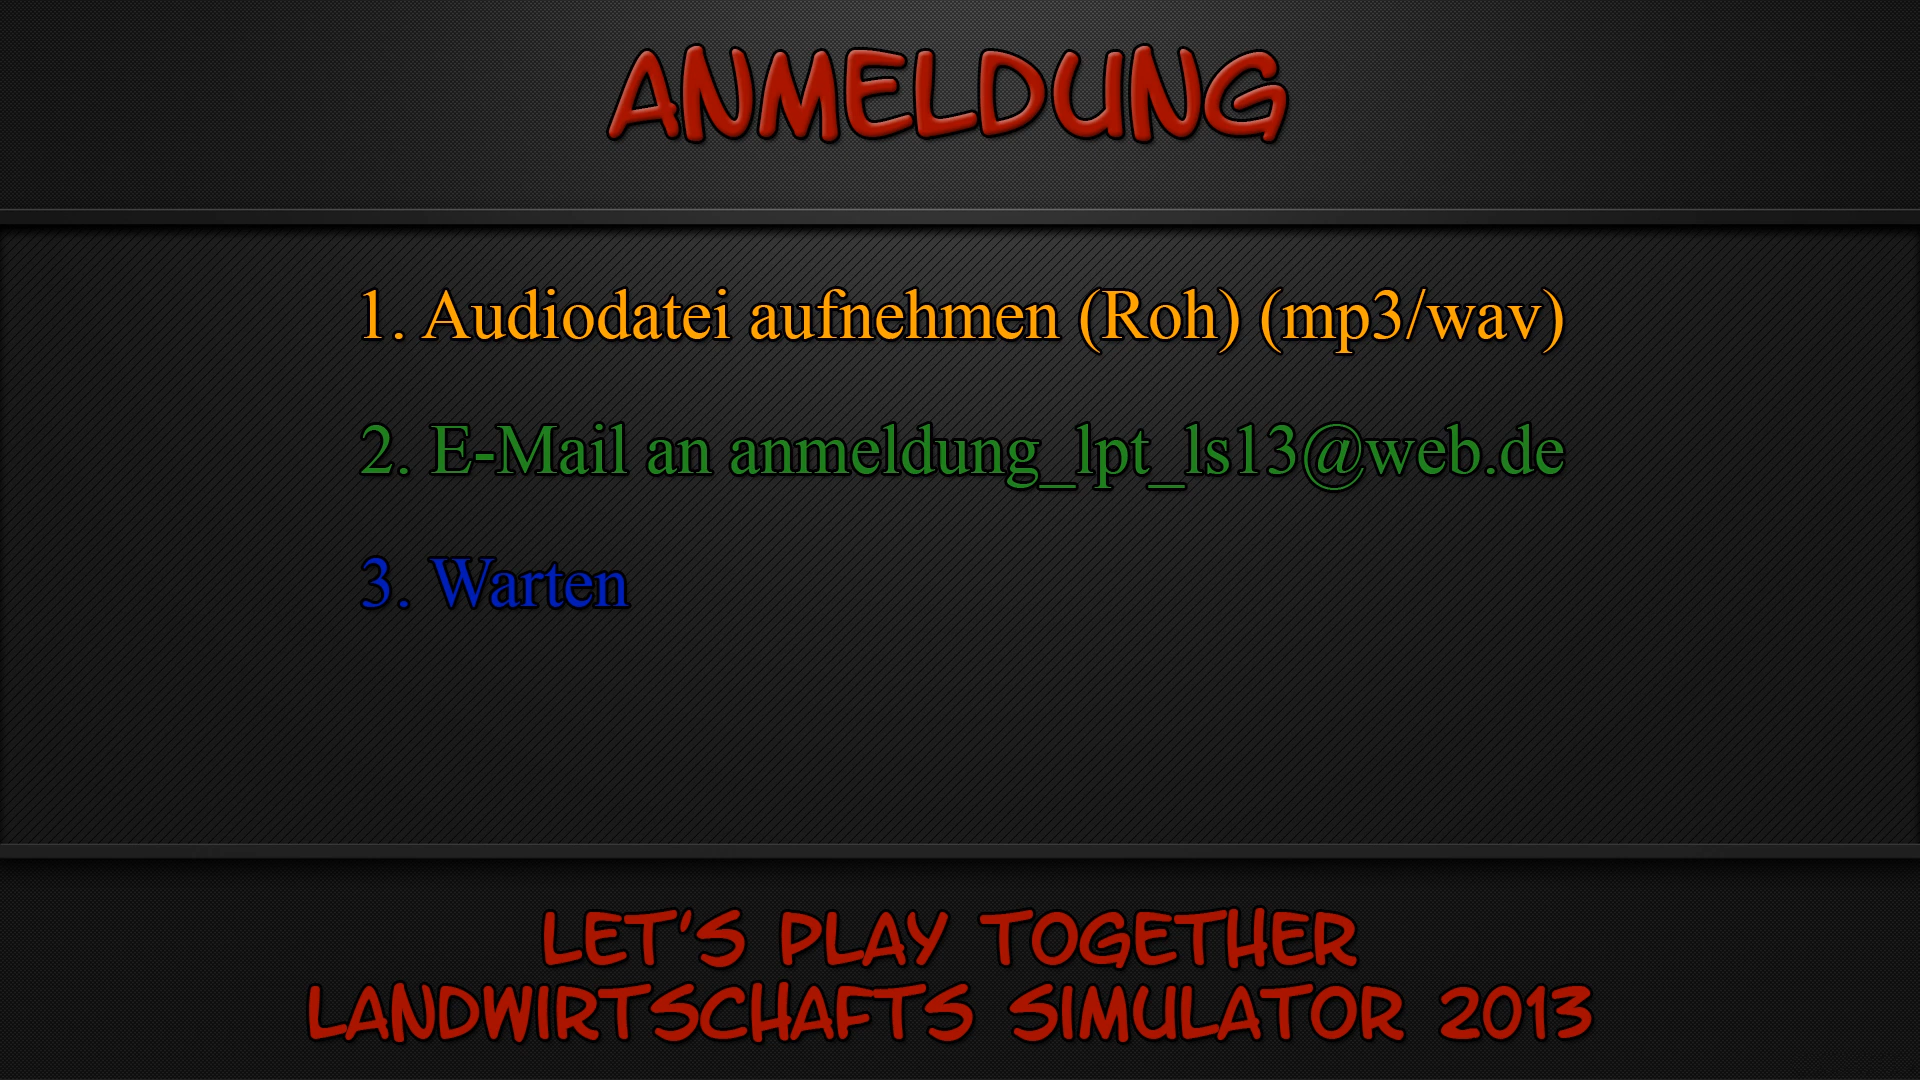 ANMELDUNG
1. Audiodatei aufnehmen (Roh) (mp3/wav)
2. E-Mail an anmeldung_lpt_ls13@web.de
3. Warten
LET'S PLAY TOGETHER
LANDWIRTSCHAFTS SIMULATOR 2013